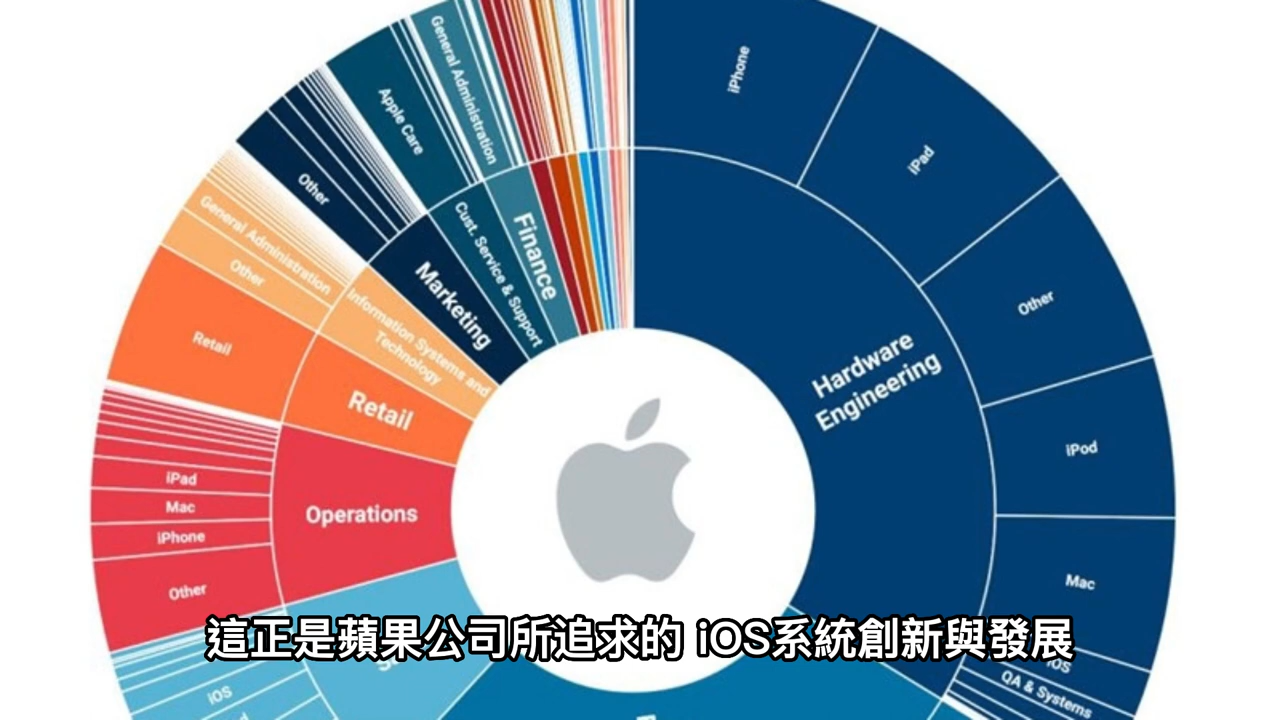 General Administration
Apple Care
Other
General Administration
Other
Retail
iPad
Mac
iPhone
Other
iOS
Finance
Cust. Service & Support
Marketing
Information Systems and
Technology
Retail
Operations
iPhone
iPad
Other
iPod
Mac
iOS
QA & Systems
Hardware
Engineering
這正是蘋果公司所追求的 iOS系統創新與發展